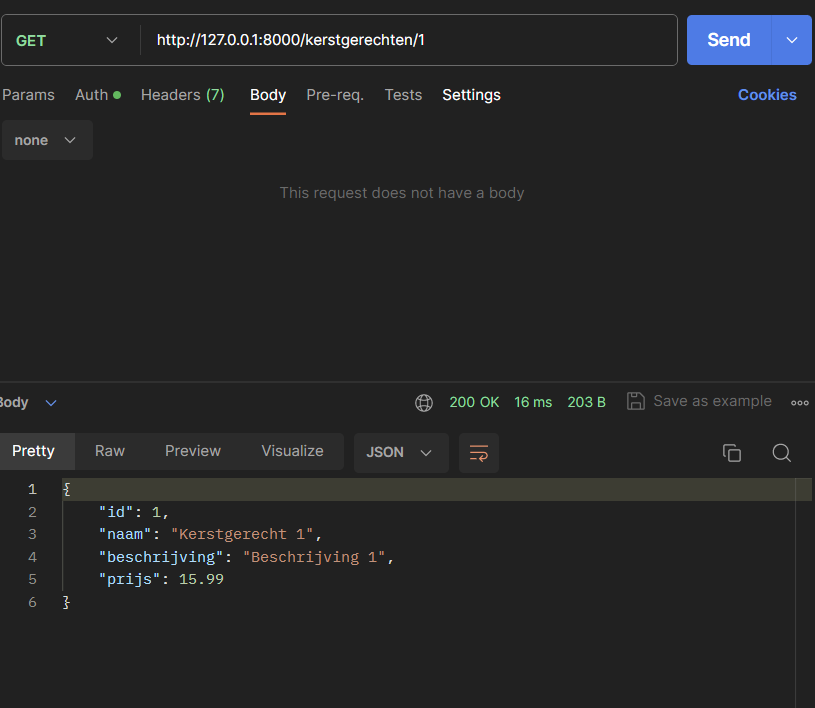 GET http://127.0.0.1:8000/kerstgerechten/1 Send
Params Auth Headers (7) Body Pre-req. Tests Settings Cookies
none
This request does not have a body
Body 200 OK 16 ms 203 B Save as example
Pretty Raw Preview Visualize JSON
1 {
2 "id": 1,
3 "naam": "Kerstgerecht 1",
4 "beschrijving": "Beschrijving 1",
5 "prijs": 15.99
6 }